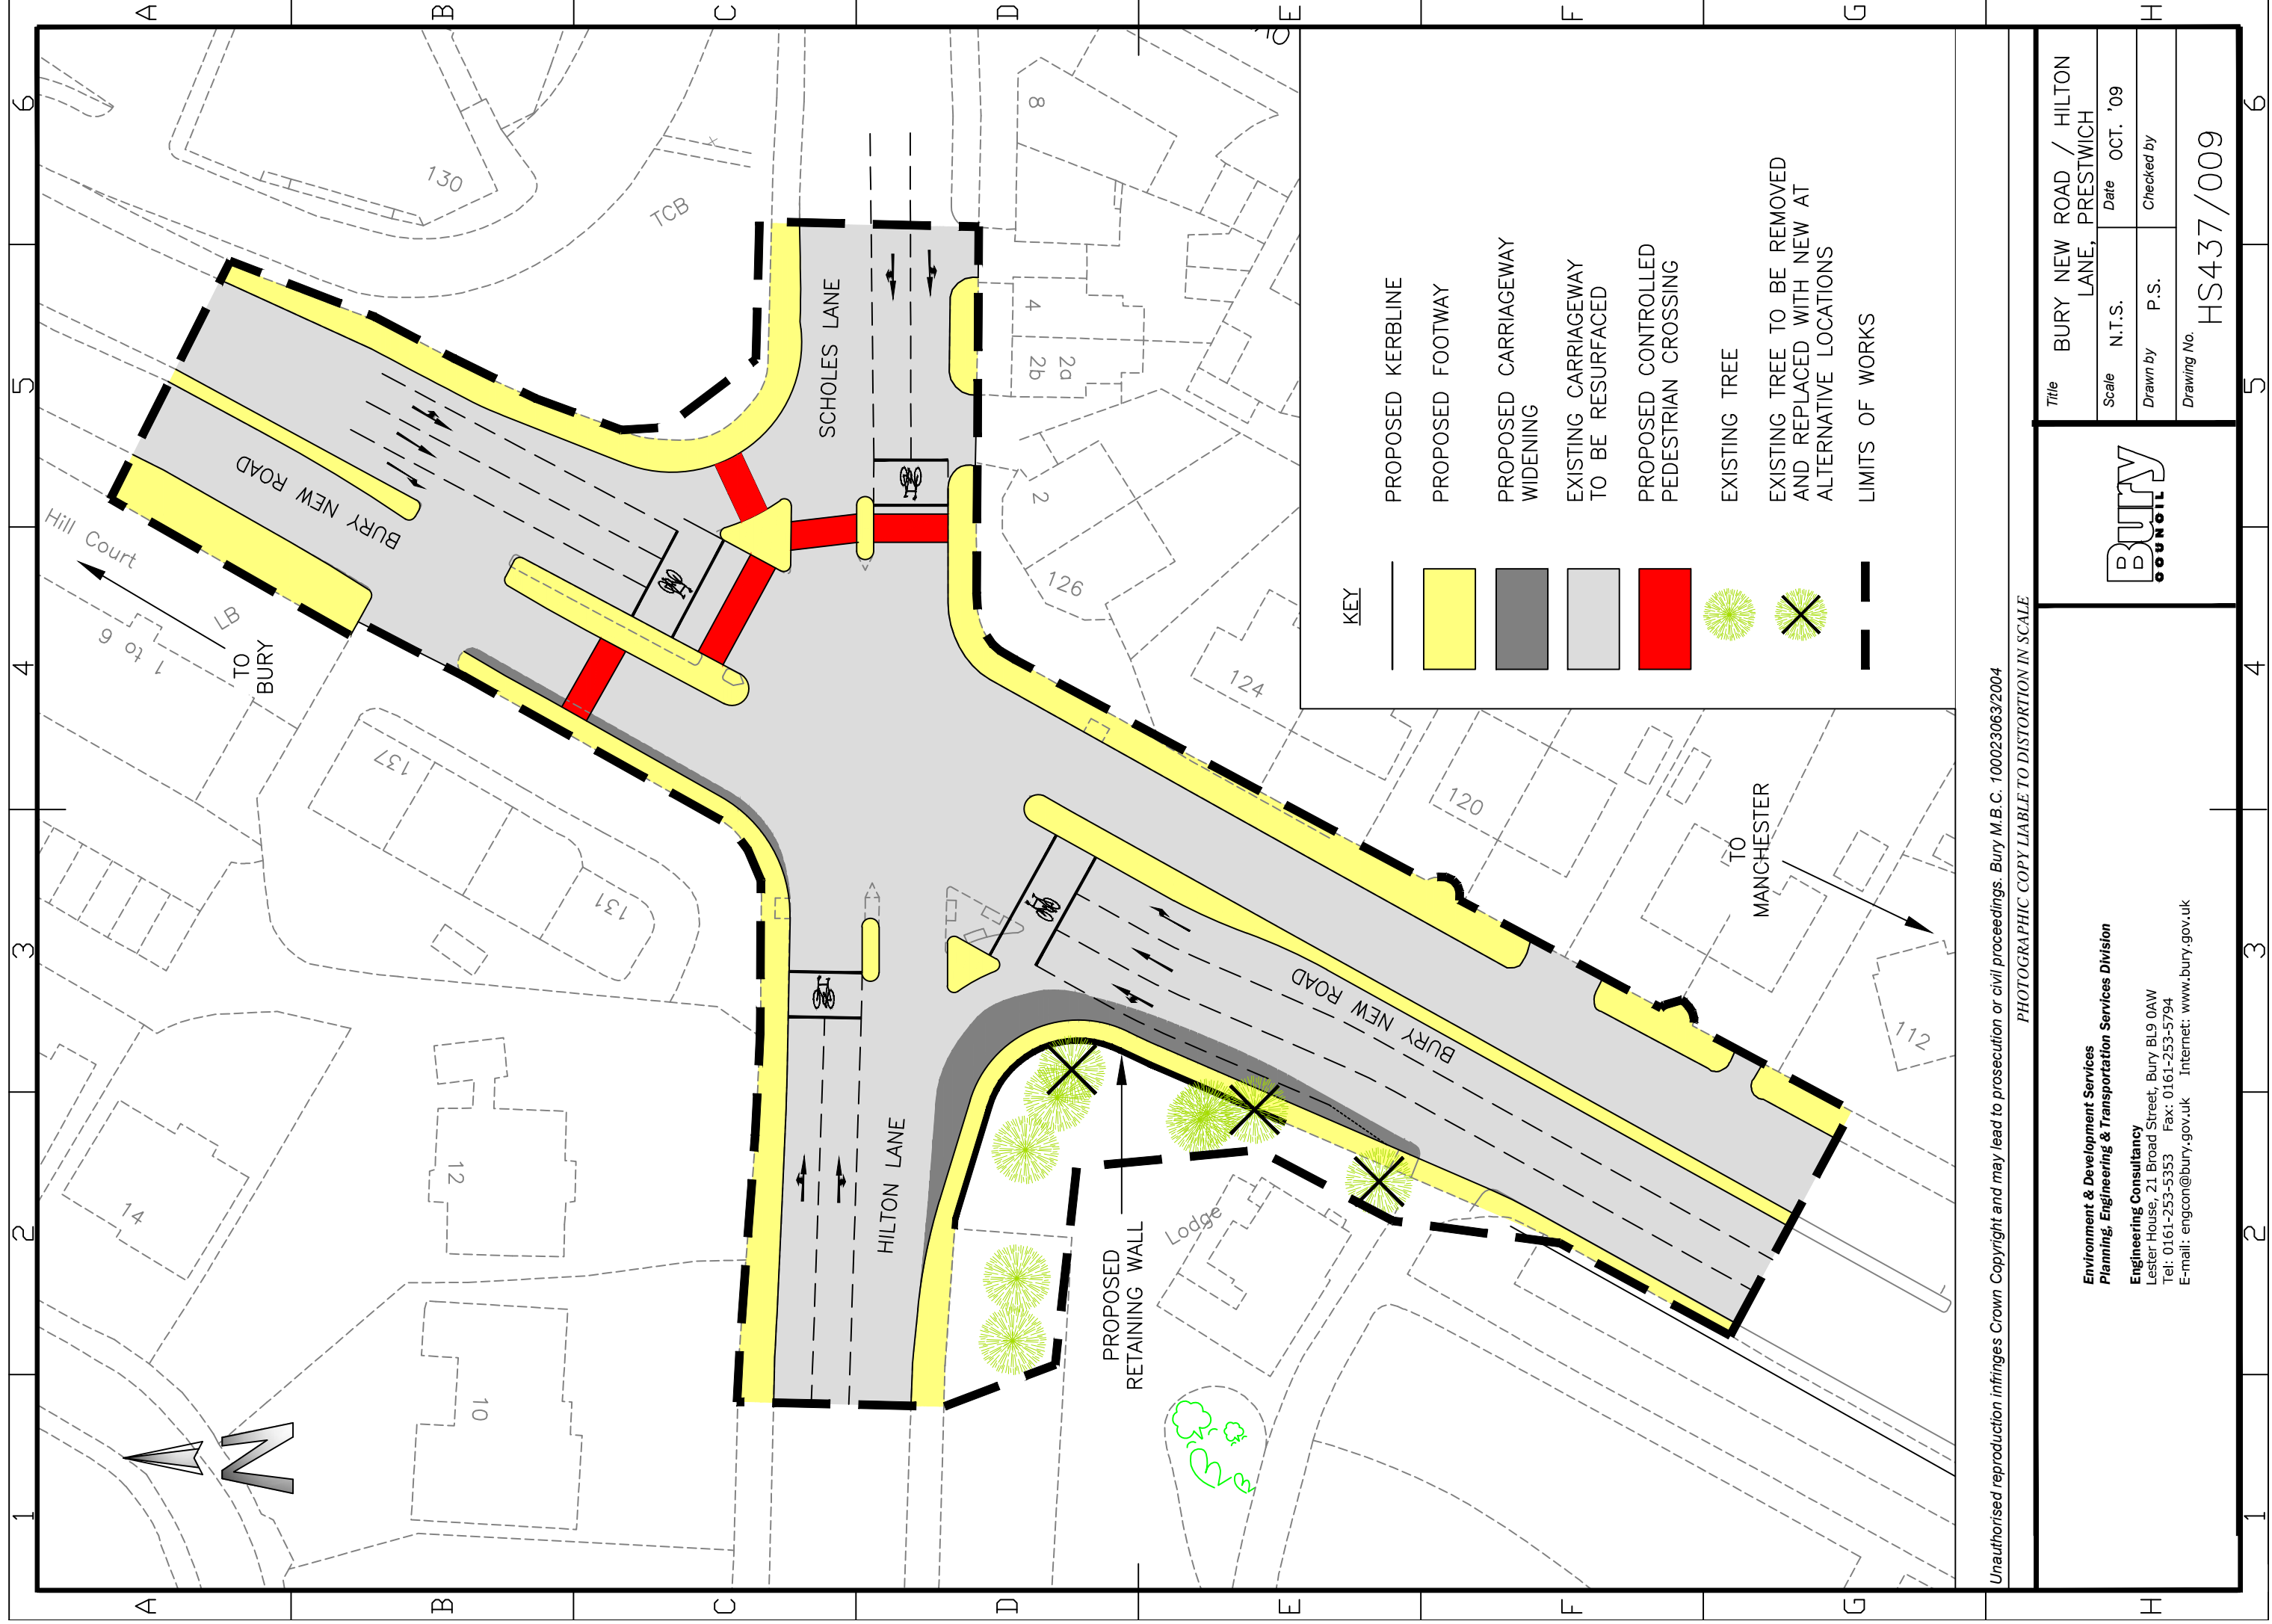 A
B
C
D
E
F
G
H
1
2
3
4
5
6
A
B
C
D
E
F
G
H
1
2
3
4
5
6
N
Hill Court
1 to 6
LB
TO
BURY
BURY NEW ROAD
130
TCB
SCHOLES LANE
8
4
2b
2a
2
126
124
120
112
137
131
14
12
10
HILTON LANE
BURY NEW ROAD
PROPOSED
RETAINING WALL
Lodge
TO
MANCHESTER
KEY
PROPOSED KERBLINE
PROPOSED FOOTWAY
PROPOSED CARRIAGEWAY
WIDENING
EXISTING CARRIAGEWAY
TO BE RESURFACED
PROPOSED CONTROLLED
PEDESTRIAN CROSSING
EXISTING TREE
EXISTING TREE TO BE REMOVED
AND REPLACED WITH NEW AT
ALTERNATIVE LOCATIONS
LIMITS OF WORKS
Unauthorised reproduction infringes Crown Copyright and may lead to prosecution or civil proceedings. Bury M.B.C. 100023063/2004
PHOTOGRAPHIC COPY LIABLE TO DISTORTION IN SCALE
Environment & Development Services
Planning, Engineering & Transportation Services Division
Engineering Consultancy
Lester House, 21 Broad Street, Bury BL9 0AW
Tel: 0161-253-5353 Fax: 0161-253-5794
E-mail: engcon@bury.gov.uk Internet: www.bury.gov.uk
Bury
COUNCIL
Title BURY NEW ROAD / HILTON
LANE, PRESTWICH
Scale N.T.S. Date OCT. '09
Drawn by P.S. Checked by
Drawing No.
HS437/009